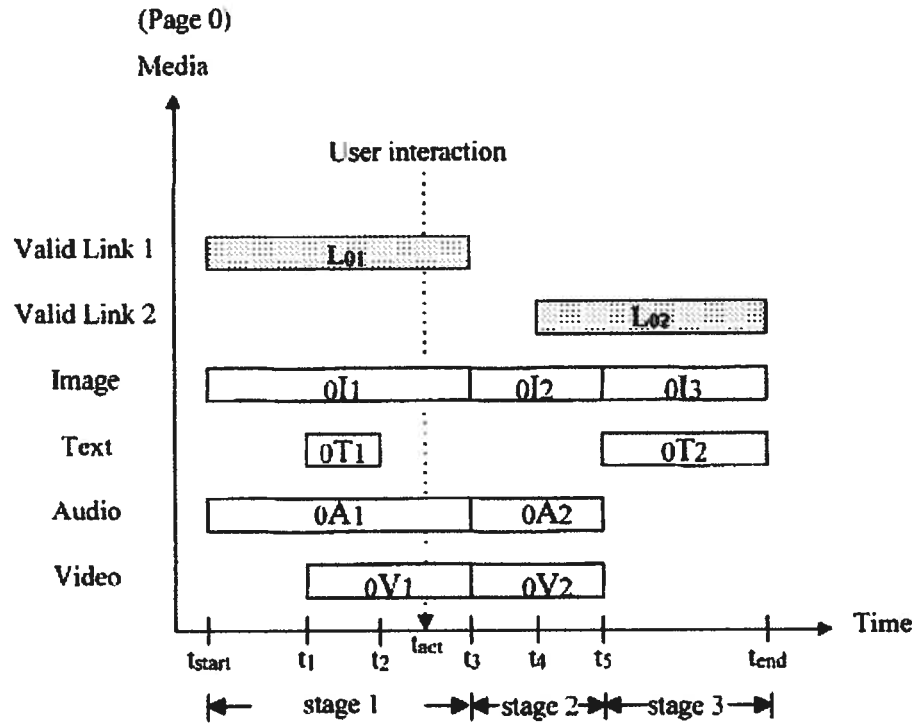 (Page 0)
Media
User interaction
Valid Link 1
L01
Valid Link 2
L02
Image
0I1
0I2
0I3
Text
0T1
0T2
Audio
0A1
0A2
Video
0V1
0V2
Time
tstart
t1
t2
tact
t3
t4
t5
tend
stage 1
stage 2
stage 3